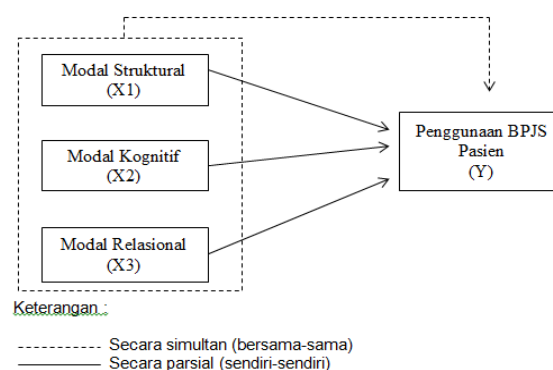 Modal Struktural
(X1)
Modal Kognitif
(X2)
Modal Relasional
(X3)
Penggunaan BPJS
Pasien
(Y)
Keterangan :
Secara simultan (bersama-sama)
Secara parsial (sendiri-sendiri)